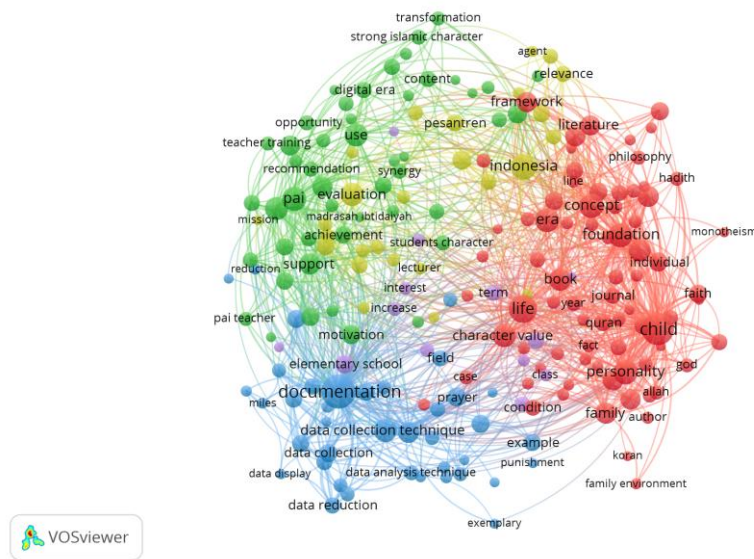 transformation
strong islamic character
agent
relevance
content
digital era
framework
opportunity
pesantren
literature
use
teacher training
philosophy
recommendation
synergy
indonesia
line
hadith
evaluation
pai
concept
madrasah ibtidaiyah
mission
era
foundation
monotheism
achievement
students character
support
lecturer
individual
reduction
book
interest
term
journal
faith
year
increase
life
pai teacher
quran
child
motivation
character value
fact
field
god
elementary school
personality
class
case
documentation
allah
prayer
miles
condition
family
author
data collection technique
example
koran
data collection
punishment
data display
data analysis technique
family environment
data reduction
exemplary
VOSviewer